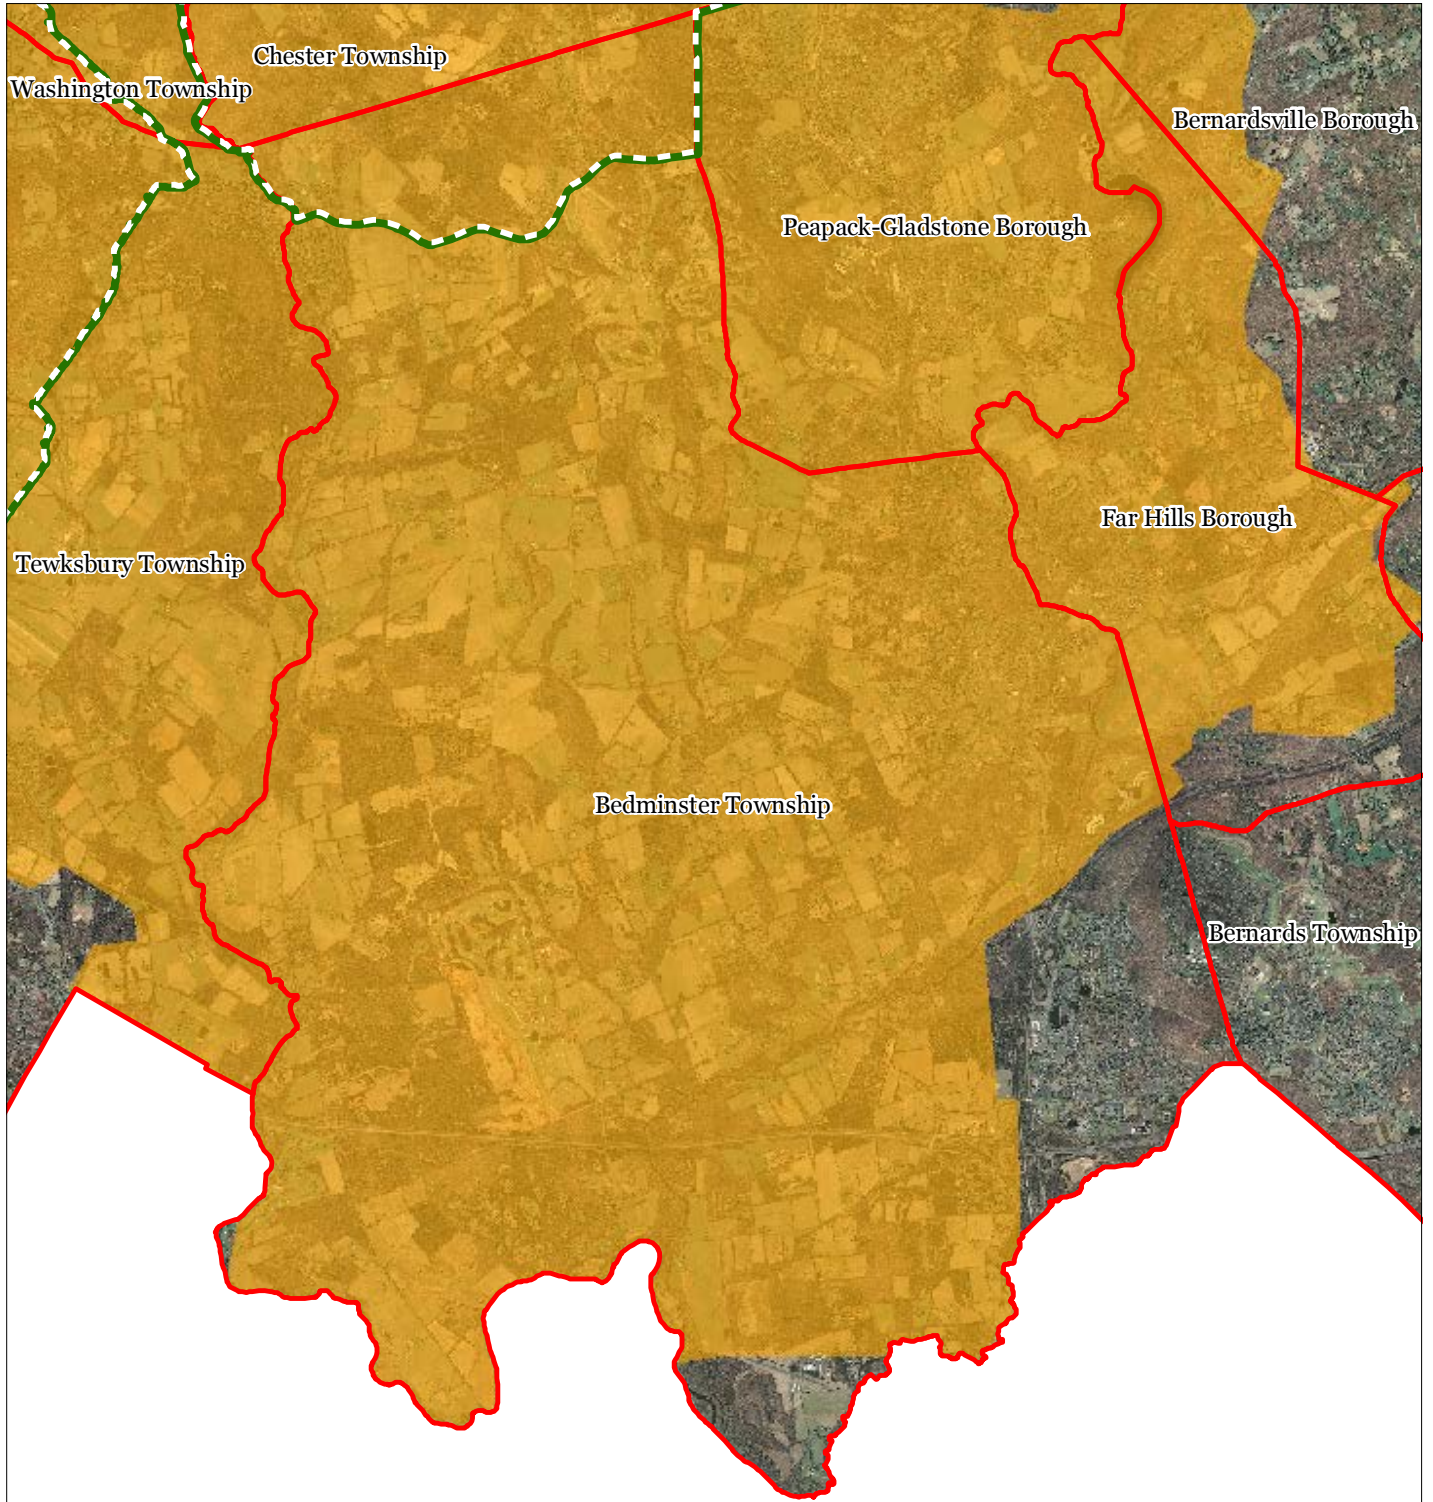 Chester Township
Washington Township
Bernardsville Borough
Peapack-Gladstone Borough
Far Hills Borough
Tewksbury Township
Bedminster Township
Bernards Township